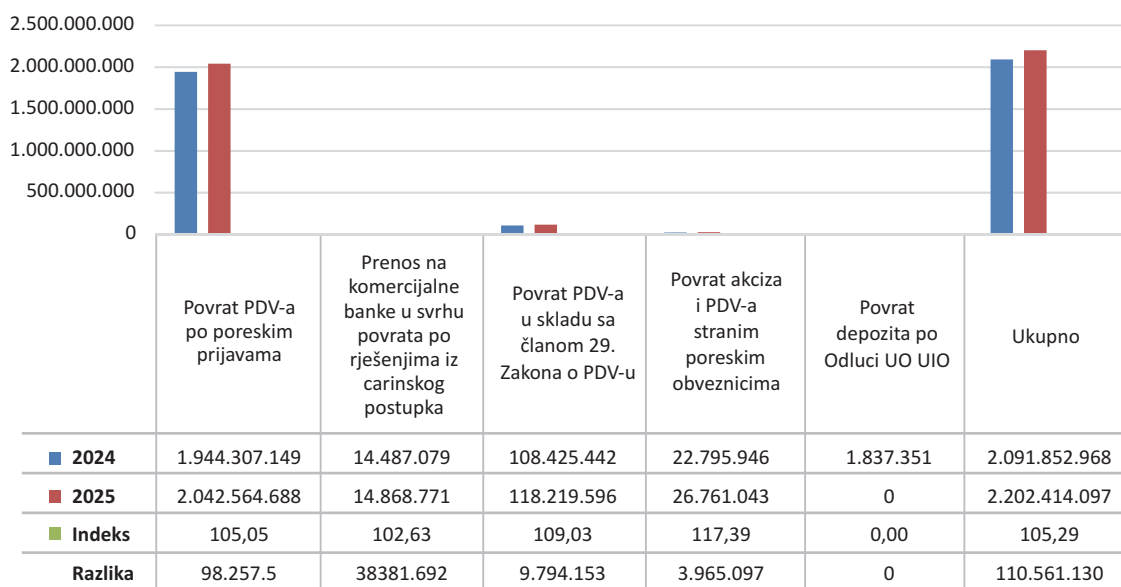 2.500.000.000
2.000.000.000
1.500.000.000
1.000.000.000
500.000.000
0
Povrat PDV-a
po poreskim
prijavama
Prenos na
komercijalne
banke u svrhu
povrata po
rješenjima iz
carinskog
postupka
Povrat PDV-a
u skladu sa
članom 29.
Zakona o PDV-u
Povrat akciza
i PDV-a
stranim
poreskim
obveznicima
Povrat
depozita po
Odluci UO UIO
Ukupno
2024 1.944.307.149 14.487.079 108.425.442 22.795.946 1.837.351 2.091.852.968
2025 2.042.564.688 14.868.771 118.219.596 26.761.043 0 2.202.414.097
Indeks 105,05 102,63 109,03 117,39 0,00 105,29
Razlika 98.257.5 38381.692 9.794.153 3.965.097 0 110.561.130